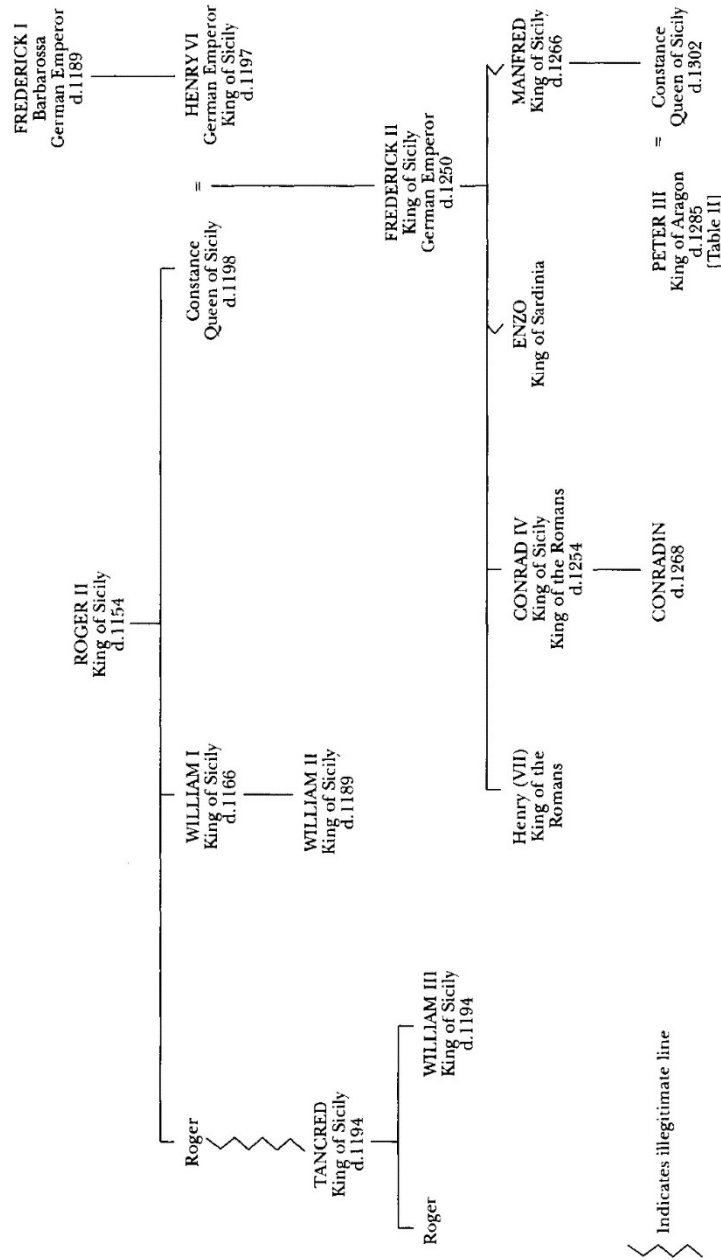 FREDERICK I
Barbarossa
German Emperor
d.1189
ROGER II
King of Sicily
d.1154
Roger
WILLIAM I
King of Sicily
d.1166
Constance
Queen of Sicily
d.1198
=
HENRY VI
German Emperor
King of Sicily
d.1197
TANCRED
King of Sicily
d.1194
WILLIAM II
King of Sicily
d.1189
FREDERICK II
King of Sicily
German Emperor
d.1250
Roger
WILLIAM III
King of Sicily
d.1194
Henry (VII)
King of the
Romans
CONRAD IV
King of Sicily
King of the Romans
d.1254
ENZO
King of Sardinia
MANFRED
King of Sicily
d.1266
CONRADIN
d.1268
PETER III
King of Aragon
d.1285
[Table II]
=
Constance
Queen of Sicily
d.1302
Indicates illegitimate line